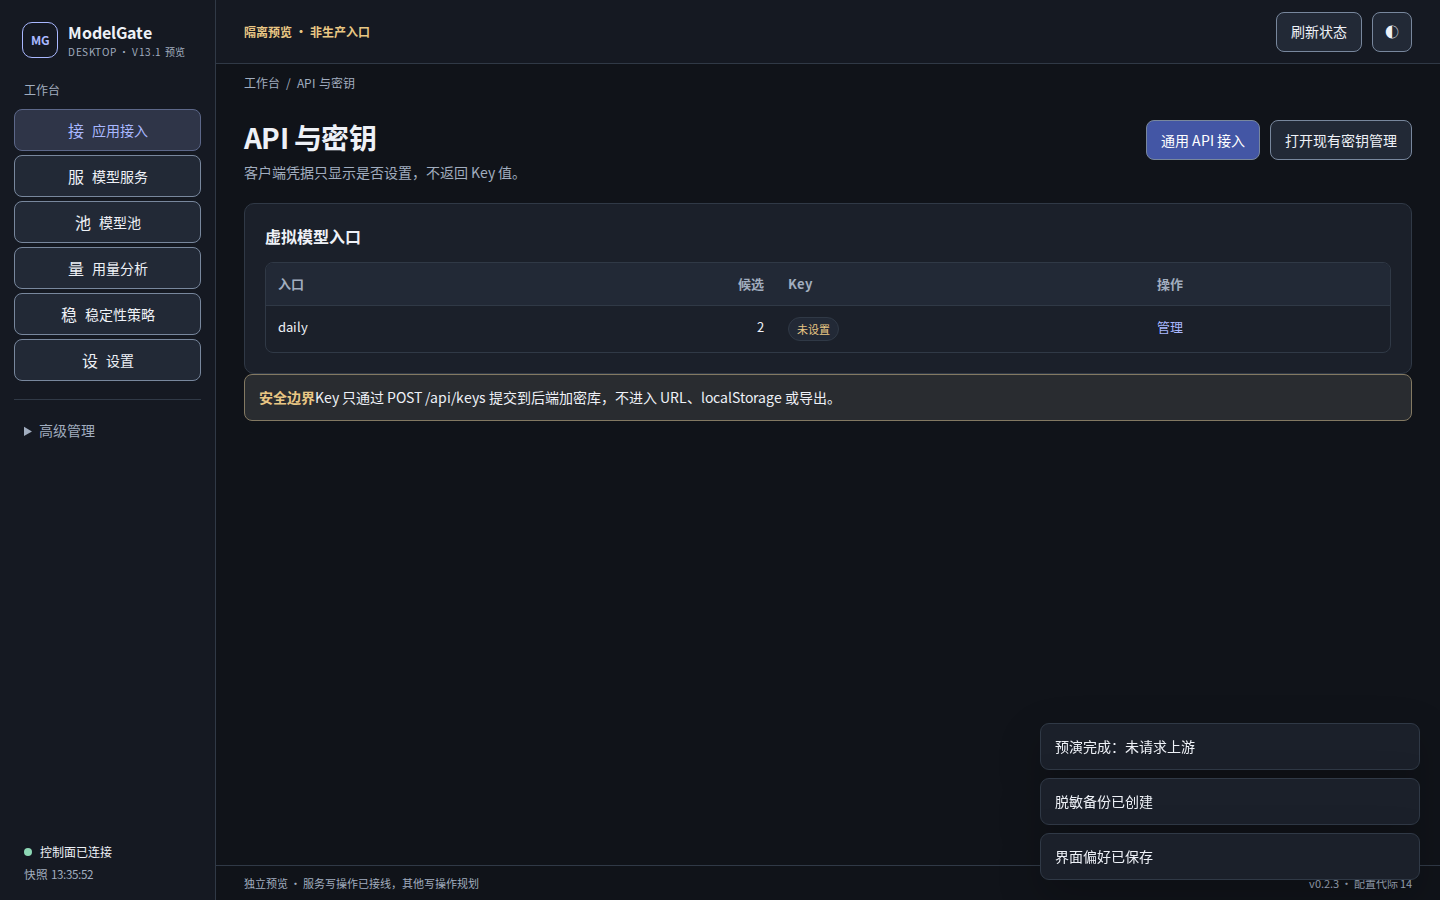 MG
ModelGate
DESKTOP · V13.1 预览
工作台
接 应用接入
服 模型服务
池 模型池
量 用量分析
稳 稳定性策略
设 设置
▶ 高级管理
控制面已连接
快照 13:35:52
隔离预览 · 非生产入口
刷新状态
工作台 / API 与密钥
API 与密钥
客户端凭据只显示是否设置，不返回 Key 值。
通用 API 接入
打开现有密钥管理
虚拟模型入口
入口 候选 Key 操作
daily 2 未设置 管理
安全边界Key 只通过 POST /api/keys 提交到后端加密库，不进入 URL、localStorage 或导出。
预演完成：未请求上游
脱敏备份已创建
界面偏好已保存
独立预览 · 服务写操作已接线，其他写操作规划
v0.2.3 · 配置代际 14